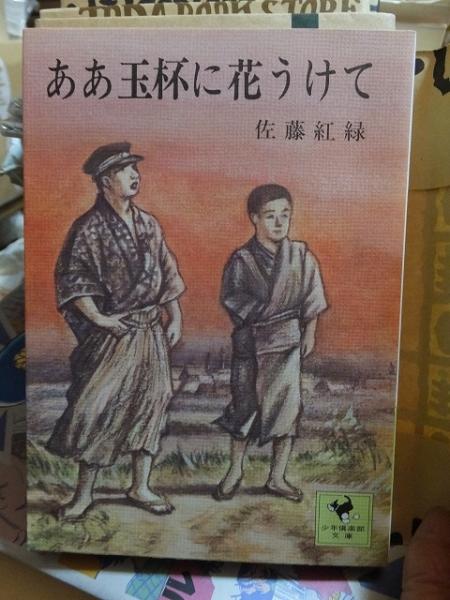 ああ玉杯に花うけて
佐藤紅緑
少年倶楽部
文庫